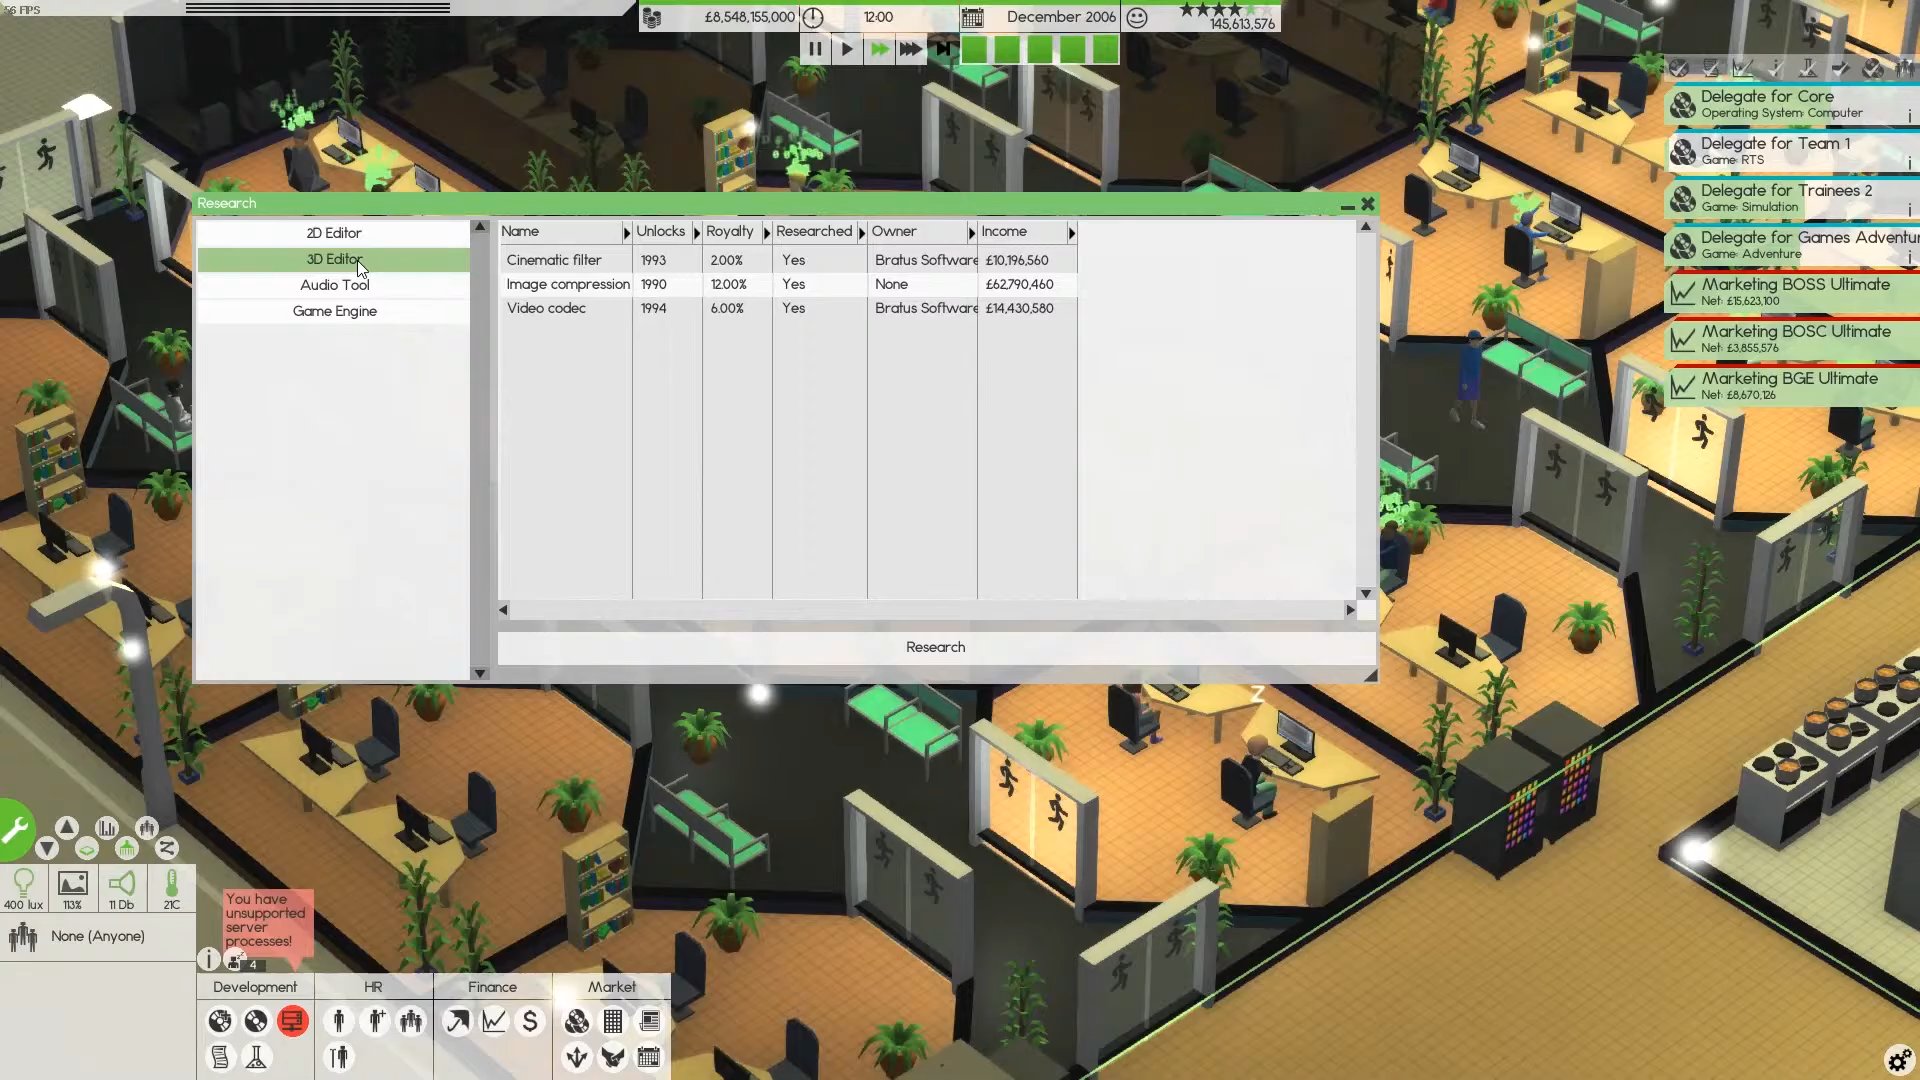 56 FPS
£8,548,155,000
12:00
December 2006
145,613,576
Delegate for Core
Operating System: Computer
Delegate for Team 1
Game: RTS
Delegate for Trainees 2
Game: Simulation
Delegate for Games Adventur
Game: Adventure
Marketing BOSS Ultimate
Net: £15,623,100
Marketing BOSC Ultimate
Net: £3,855,576
Marketing BGE Ultimate
Net: £8,670,126
Research
2D Editor
3D Editor
Audio Tool
Game Engine
Name Unlocks Royalty Researched Owner Income
Cinematic filter 1993 2.00% Yes Bratus Software £10,196,560
Image compression 1990 12.00% Yes None £62,790,460
Video codec 1994 6.00% Yes Bratus Software £14,430,580
Research
Z
400 lux 113% 11 Db 21C
None (Anyone)
You have
unsupported
server
processes!
4
Development HR Finance Market